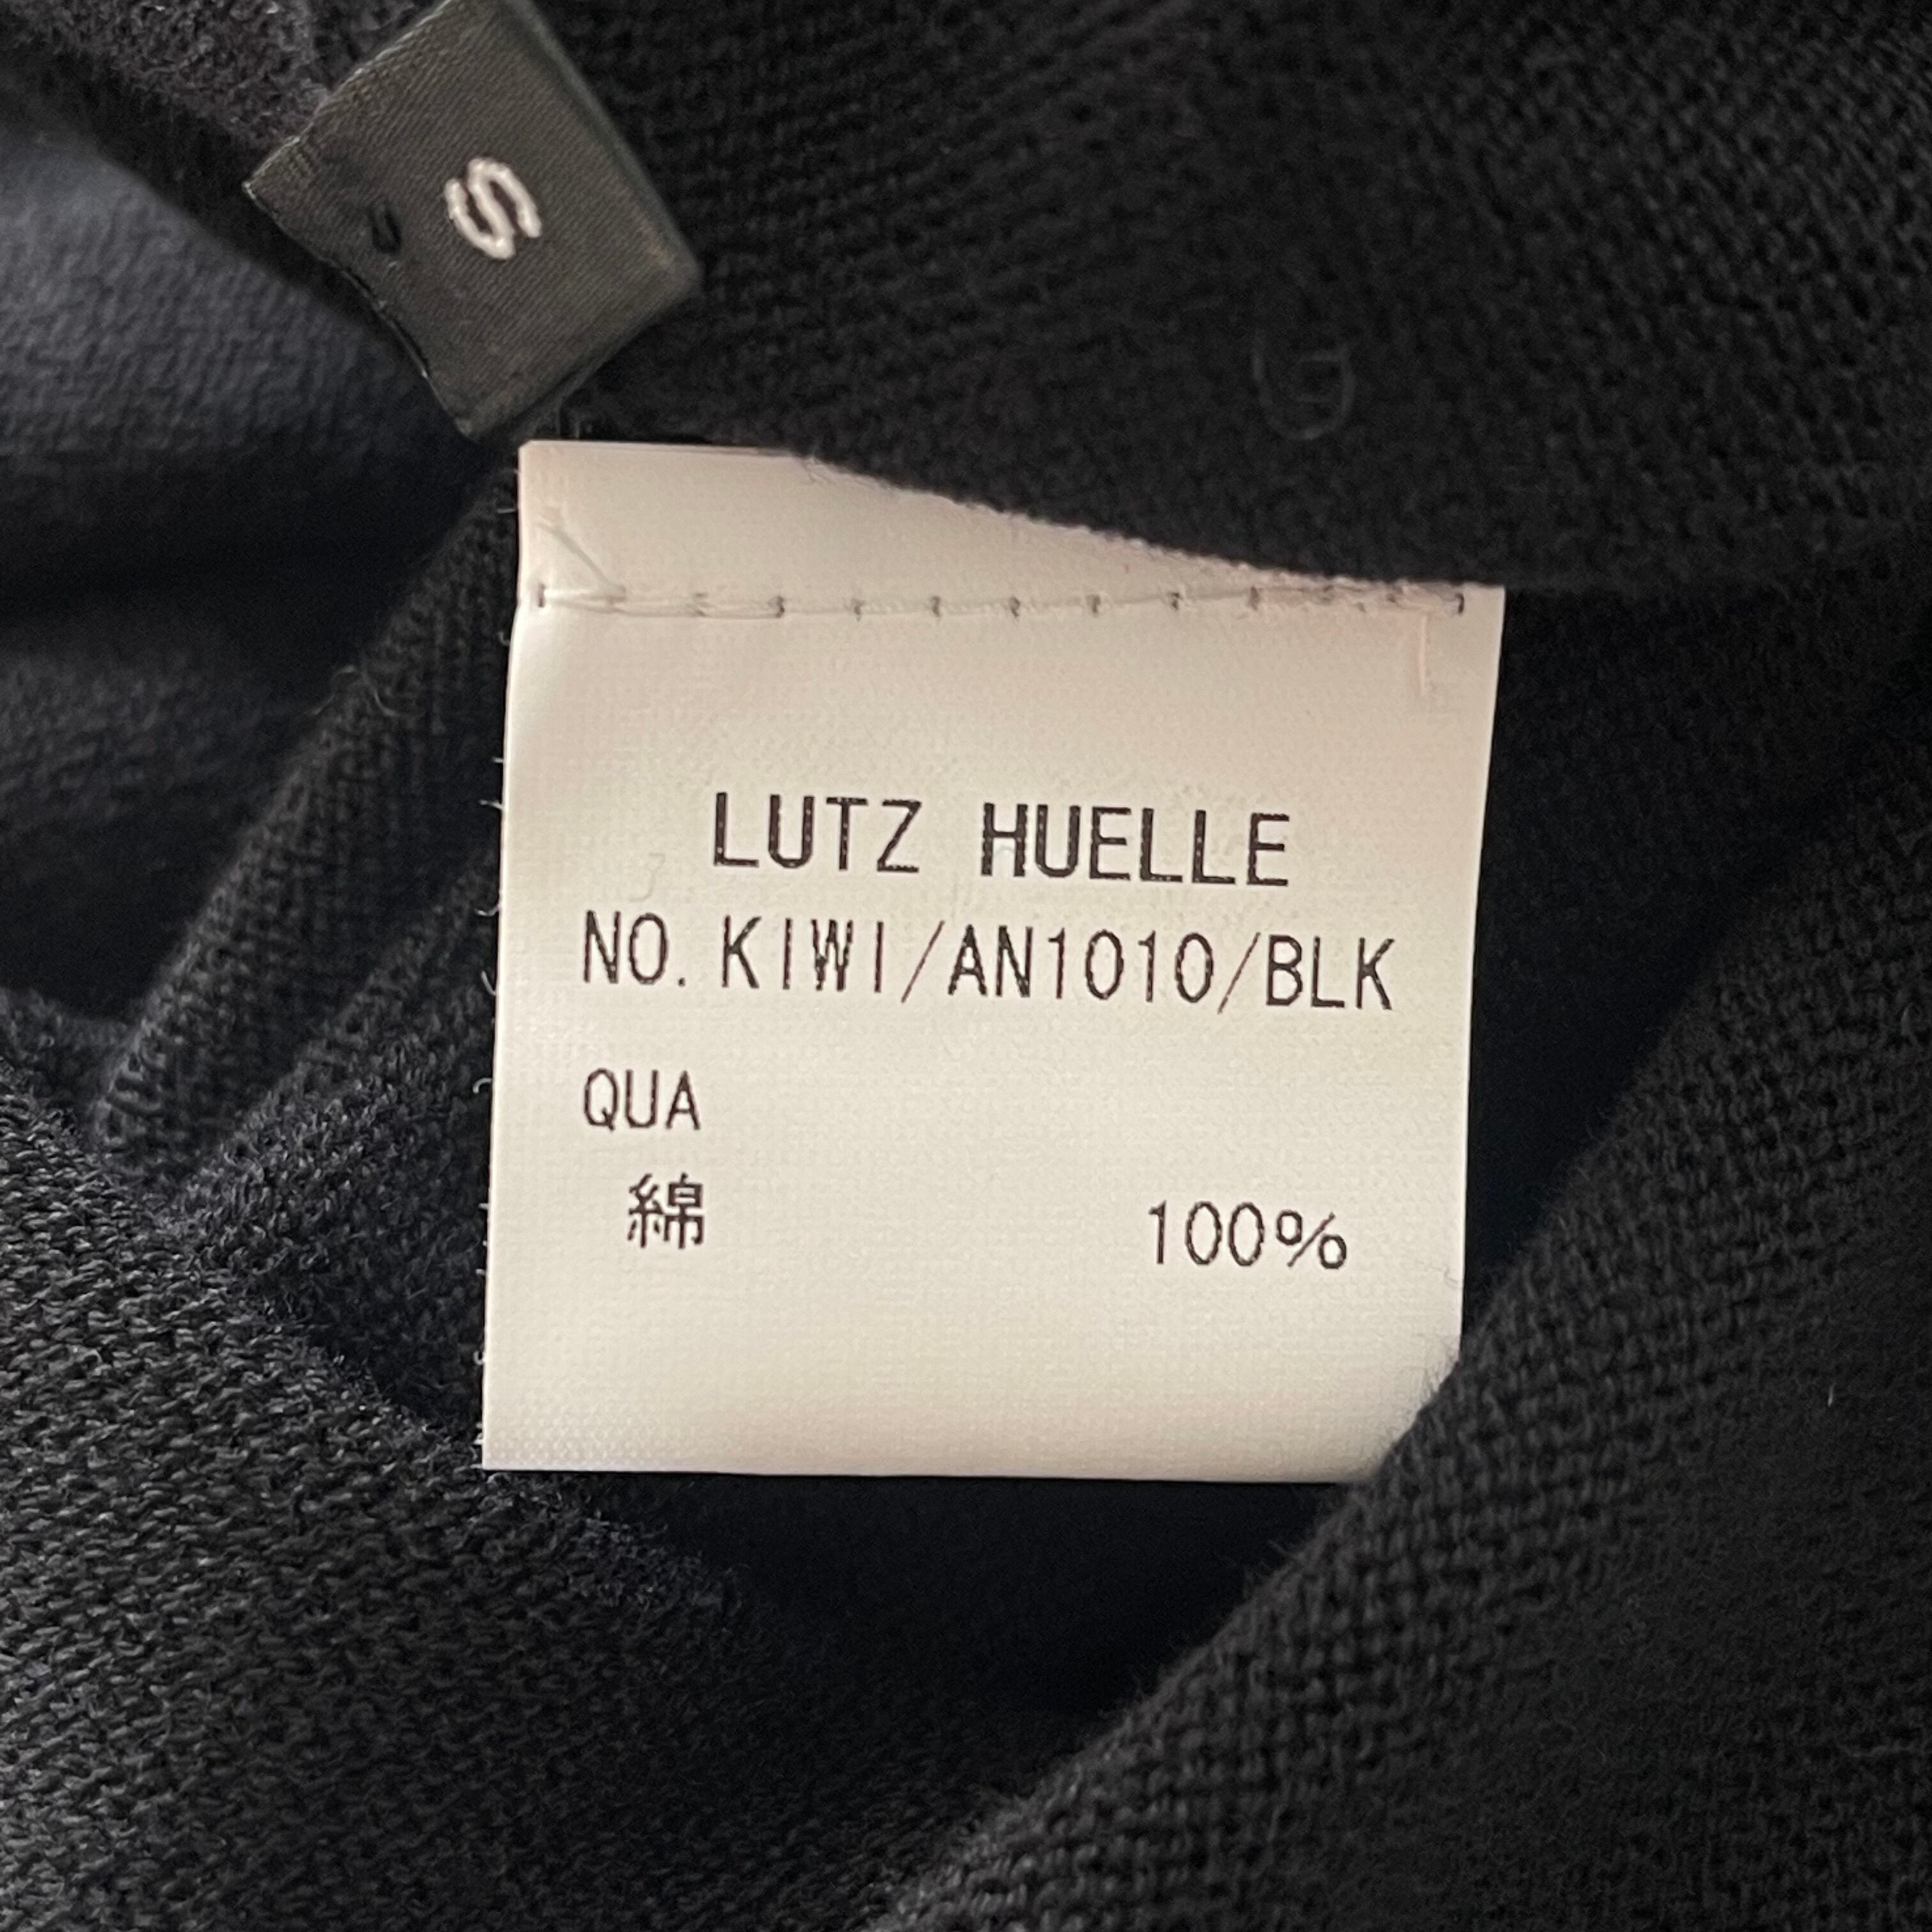 S
LUTZ HUELLE
NO. KIWI/AN1010/BLK
QUA
綿 100%